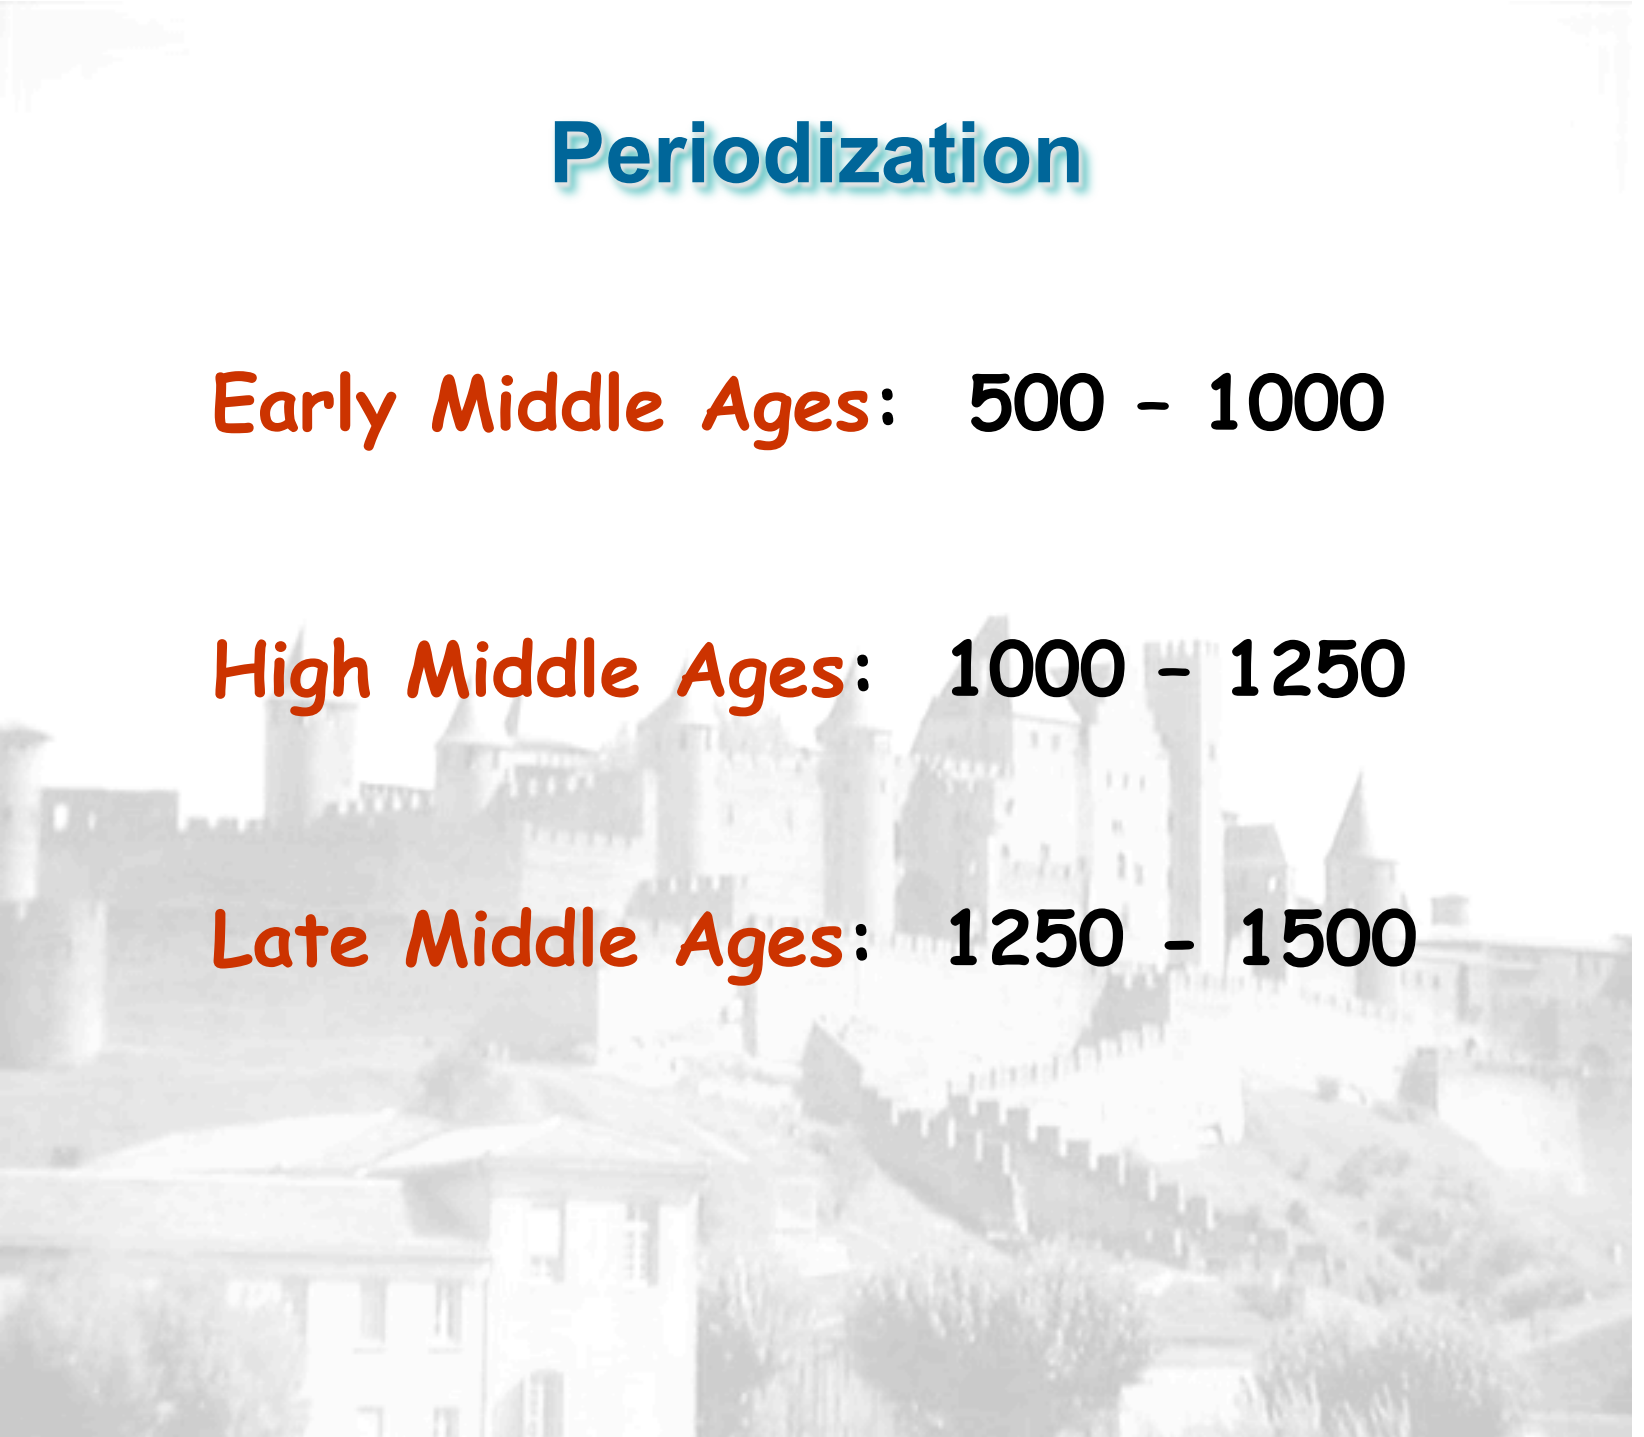 Periodization
Early Middle Ages: 500 – 1000
High Middle Ages: 1000 – 1250
Late Middle Ages: 1250 - 1500